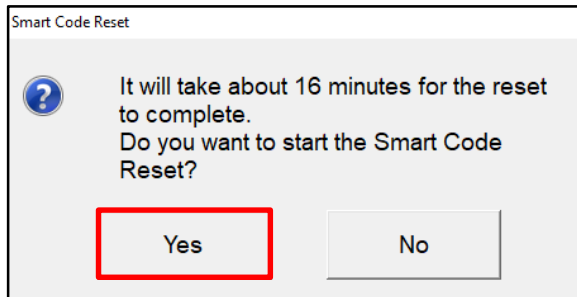 Smart Code Reset
It will take about 16 minutes for the reset
to complete.
Do you want to start the Smart Code
Reset?
Yes
No